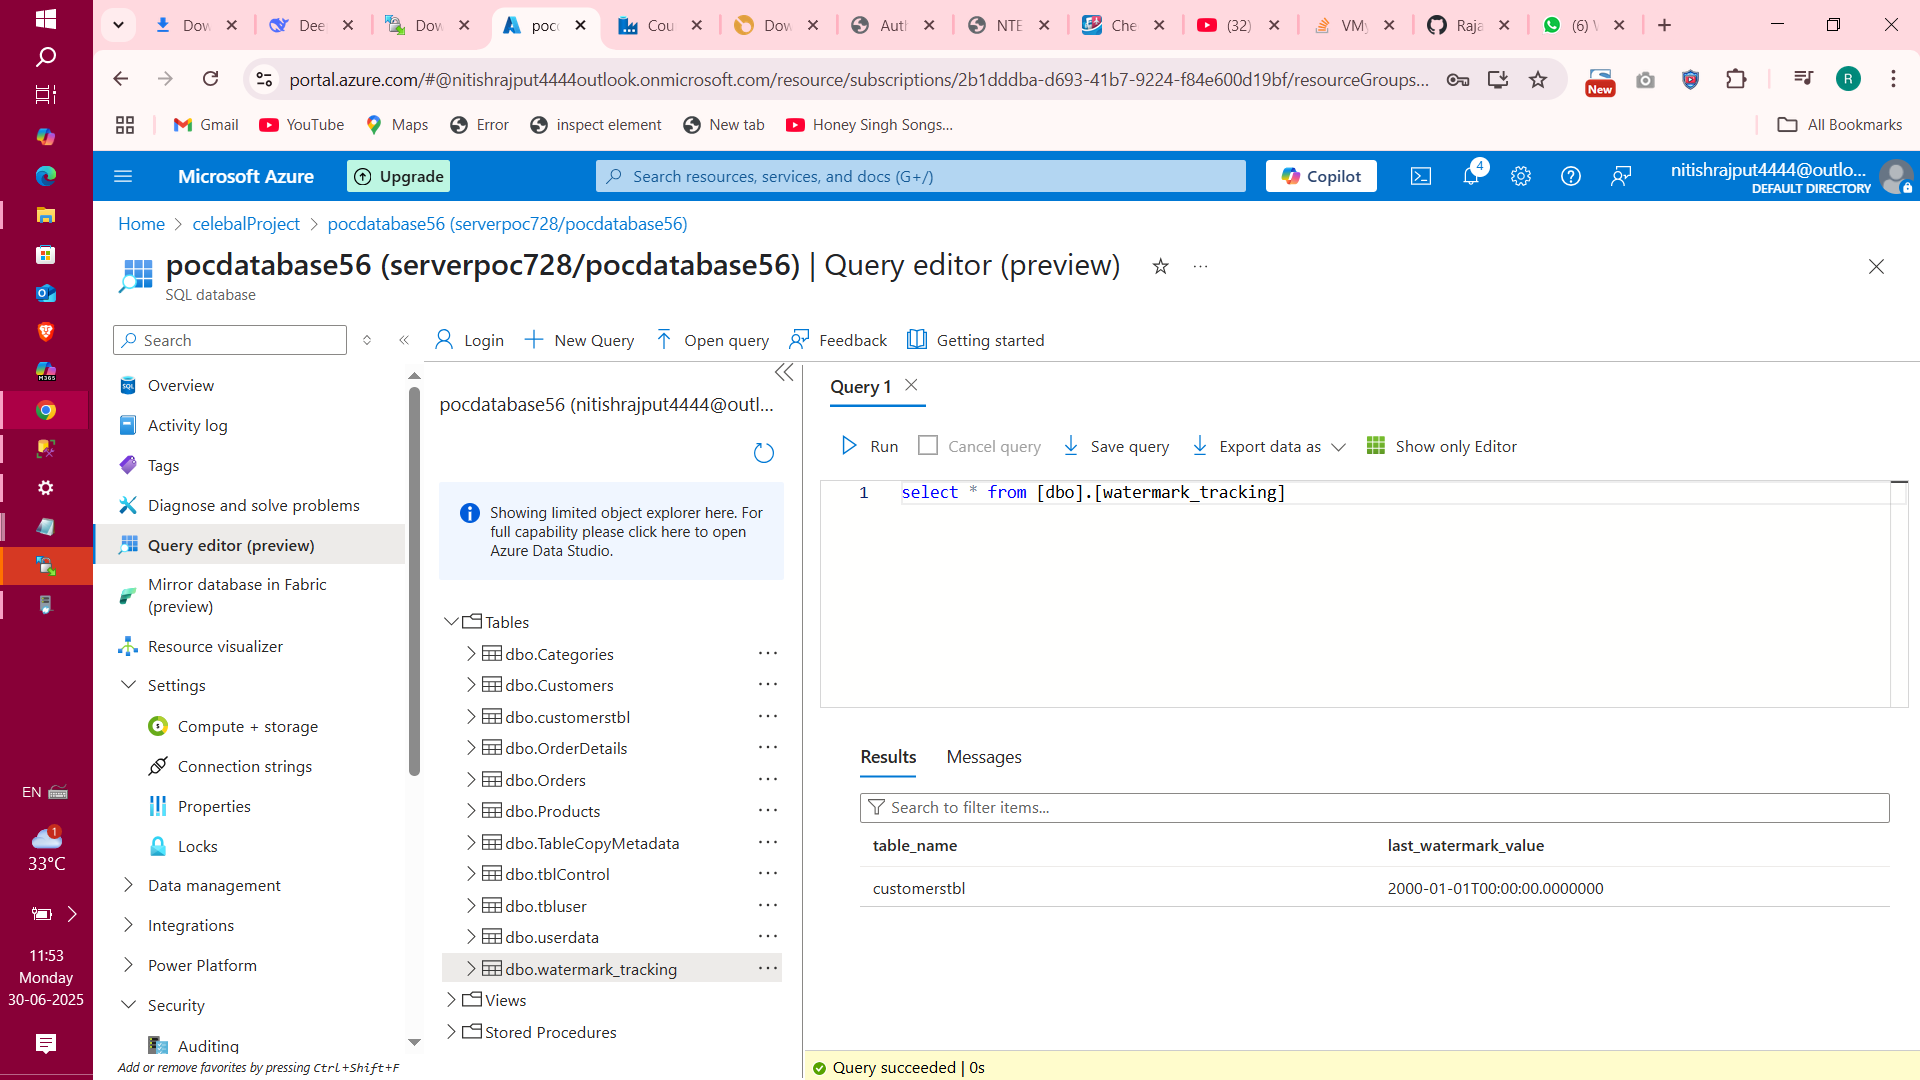 Dow
Deep
Dow
poco
Cou
Dow
Auth
NTE
Che
(32)
VMy
Raja
(6) 
portal.azure.com/#@nitishrajput4444outlook.onmicrosoft.com/resource/subscriptions/2b1dddba-d693-41b7-9224-f84e600d19bf/resourceGroups...
New
R
Gmail
YouTube
Maps
Error
inspect element
New tab
Honey Singh Songs...
All Bookmarks
Microsoft Azure
Upgrade
Search resources, services, and docs (G+/)
Copilot
4
nitishrajput4444@outlo...
DEFAULT DIRECTORY
Home > celebalProject > pocdatabase56 (serverpoc728/pocdatabase56)
pocdatabase56 (serverpoc728/pocdatabase56) | Query editor (preview)
SQL database
Search
Overview
Activity log
Tags
Diagnose and solve problems
Query editor (preview)
Mirror database in Fabric
(preview)
Resource visualizer
Settings
Compute + storage
Connection strings
Properties
Locks
Data management
Integrations
Power Platform
Security
Auditing
Add or remove favorites by pressing Ctrl+Shift+F
Login
New Query
Open query
Feedback
Getting started
pocdatabase56 (nitishrajput4444@outl...
Showing limited object explorer here. For
full capability please click here to open
Azure Data Studio.
Tables
dbo.Categories
dbo.Customers
dbo.customerstbl
dbo.OrderDetails
dbo.Orders
dbo.Products
dbo.TableCopyMetadata
dbo.tblControl
dbo.tbluser
dbo.userdata
dbo.watermark_tracking
Views
Stored Procedures
Query 1
Run
Cancel query
Save query
Export data as
Show only Editor
1 select * from [dbo].[watermark_tracking]
Results
Messages
Search to filter items...
table_name last_watermark_value
customerstbl 2000-01-01T00:00:00.0000000
Query succeeded | 0s
M365
EN
1
33°C
11:53
Monday
30-06-2025